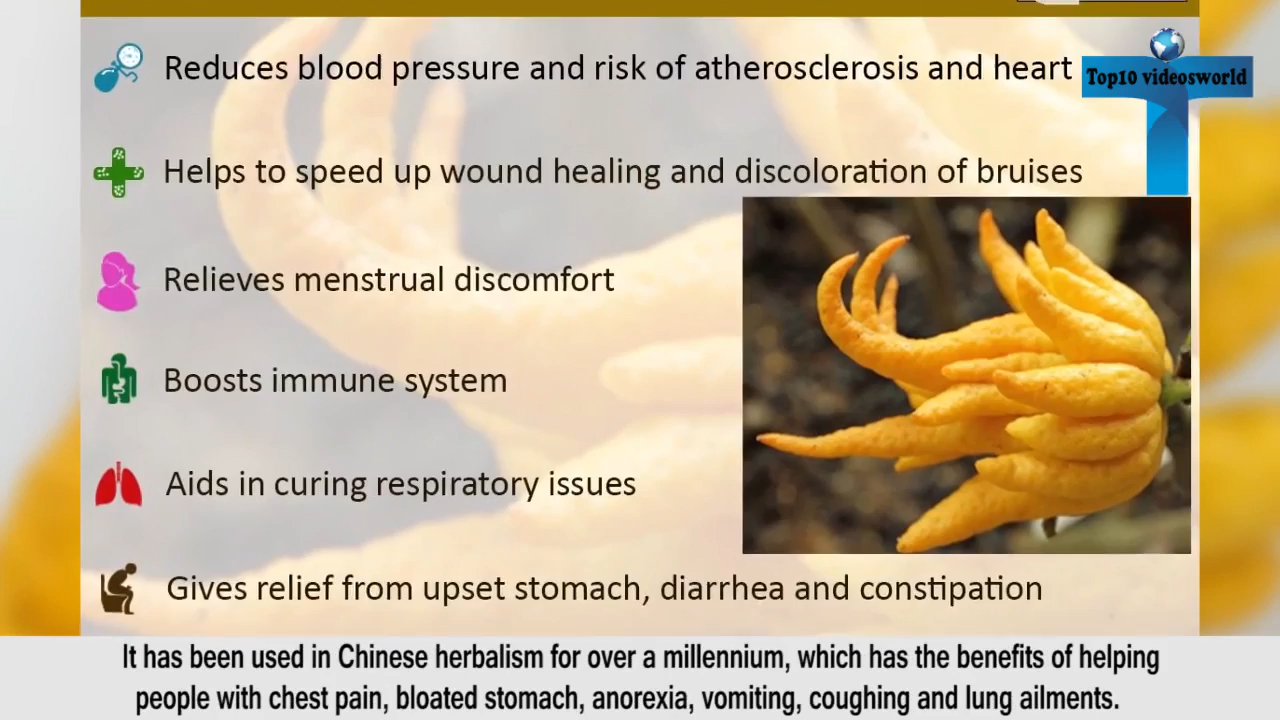 Reduces blood pressure and risk of atherosclerosis and heart
Top10 videosworld
Helps to speed up wound healing and discoloration of bruises
Relieves menstrual discomfort
Boosts immune system
Aids in curing respiratory issues
Gives relief from upset stomach, diarrhea and constipation
It has been used in Chinese herbalism for over a millennium, which has the benefits of helping
people with chest pain, bloated stomach, anorexia, vomiting, coughing and lung ailments.